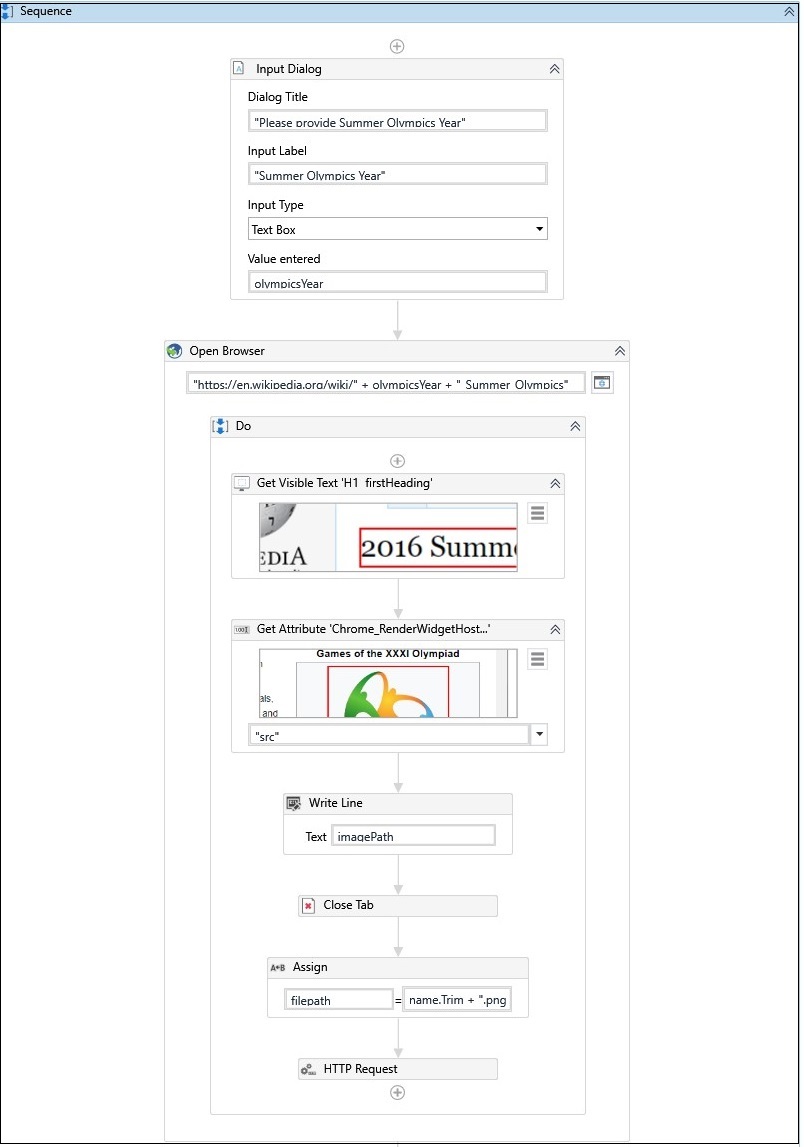 Sequence
Input Dialog
Dialog Title
"Please provide Summer Olympics Year"
Input Label
"Summer Olympics Year"
Input Type
Text Box
Value entered
olympicsYear
Open Browser
"https://en.wikipedia.org/wiki/" + olympicsYear + "_Summer_Olympics"
Do
Get Visible Text 'H1 firstHeading'
7
EDIA
2016 Summ
Get Attribute 'Chrome_RenderWidgetHost...'
Games of the XXXI Olympiad
als,
and
"src"
Write Line
Text imagePath
Close Tab
A+B Assign
filepath = name.Trim + ".png
HTTP Request